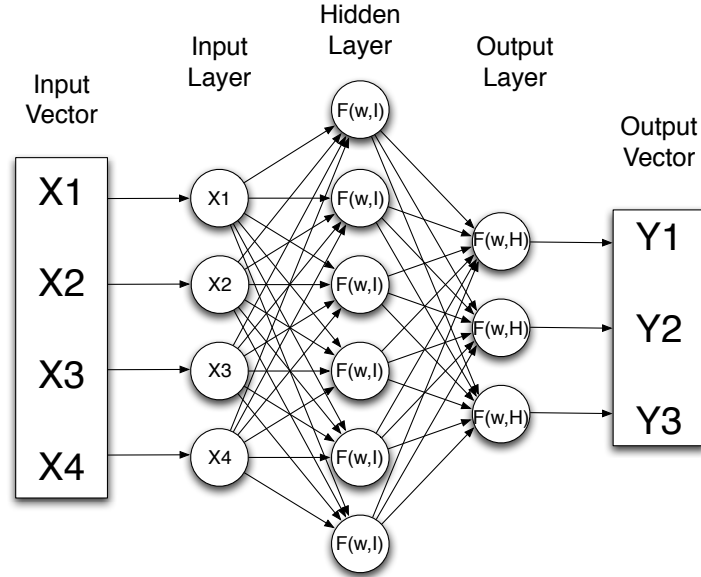 Hidden
Layer
Input
Layer
Output
Layer
Input
Vector
Output
Vector
X1
X2
X3
X4
X1
X2
X3
X4
F(w,I)
F(w,I)
F(w,I)
F(w,I)
F(w,I)
F(w,I)
F(w,H)
F(w,H)
F(w,H)
Y1
Y2
Y3